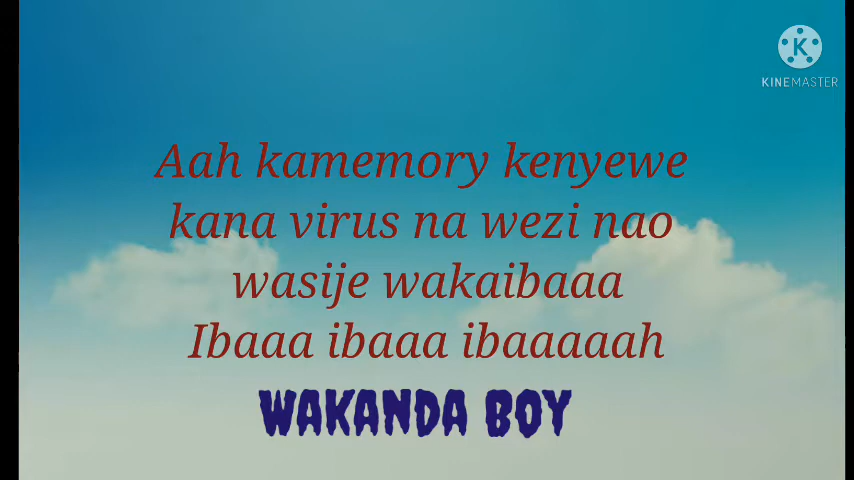 KINEMASTER
Aah kamemory kenyewe
kana virus na wezi nao
wasije wakaibaaa
Ibaaa ibaaa ibaaaaah
WAKANDA BOY